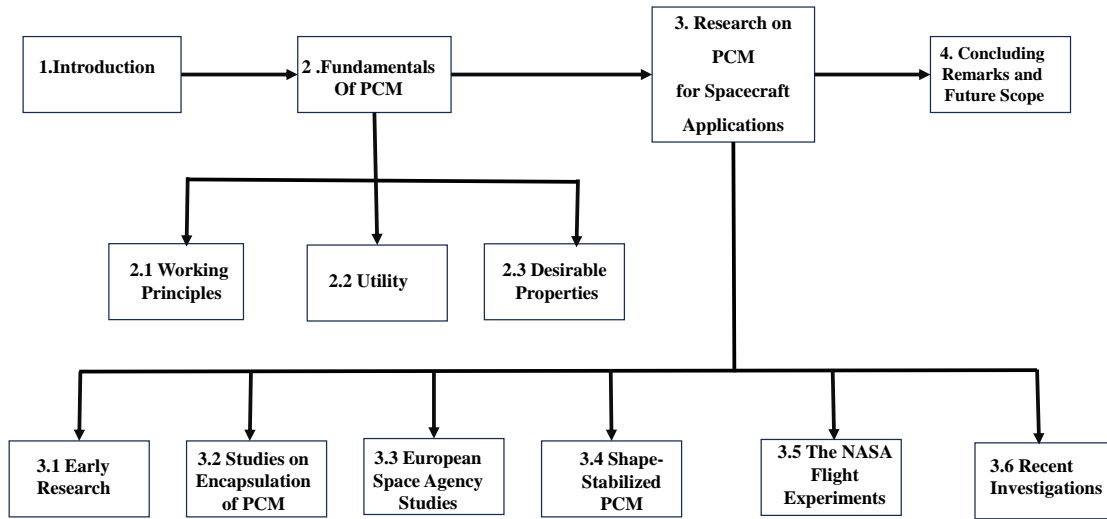 1.Introduction
2 .Fundamentals
Of PCM
3. Research on
PCM
for Spacecraft
Applications
4. Concluding
Remarks and
Future Scope
2.1 Working
Principles
2.2 Utility
2.3 Desirable
Properties
3.1 Early
Research
3.2 Studies on
Encapsulation
of PCM
3.3 European
Space Agency
Studies
3.4 Shape-
Stabilized
PCM
3.5 The NASA
Flight
Experiments
3.6 Recent
Investigations